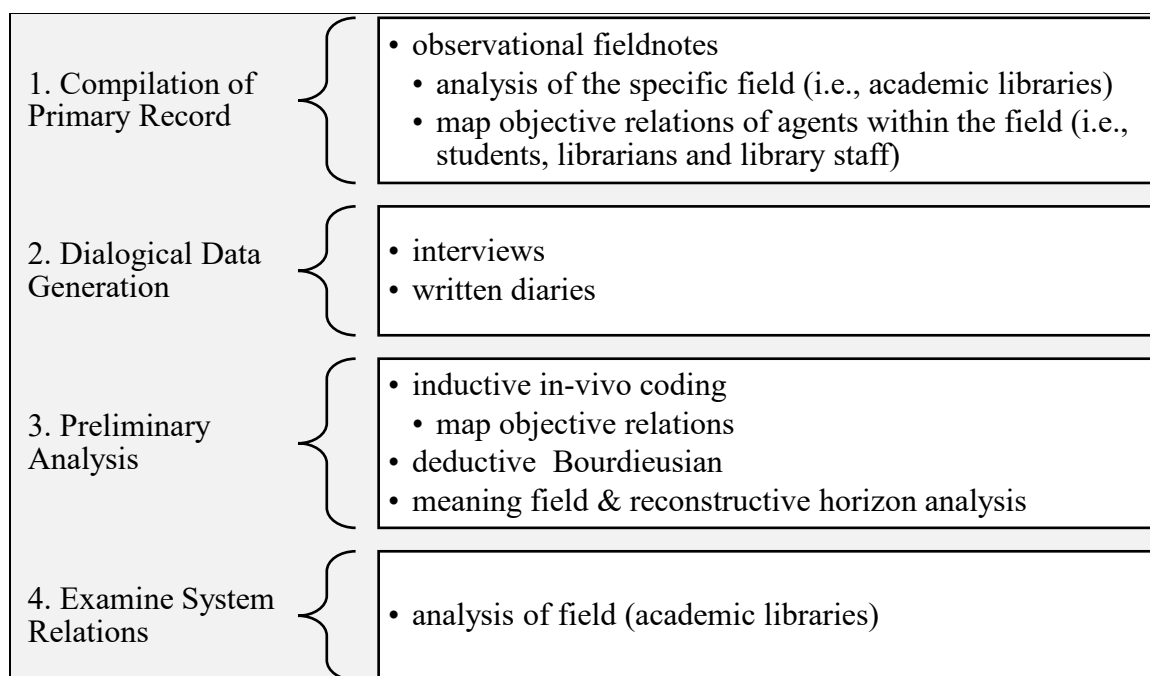 1. Compilation of
Primary Record
• observational fieldnotes
• analysis of the specific field (i.e., academic libraries)
• map objective relations of agents within the field (i.e.,
students, librarians and library staff)
2. Dialogical Data
Generation
• interviews
• written diaries
3. Preliminary
Analysis
• inductive in-vivo coding
• map objective relations
• deductive  Bourdieusian
• meaning field & reconstructive horizon analysis
4. Examine System
Relations
• analysis of field (academic libraries)